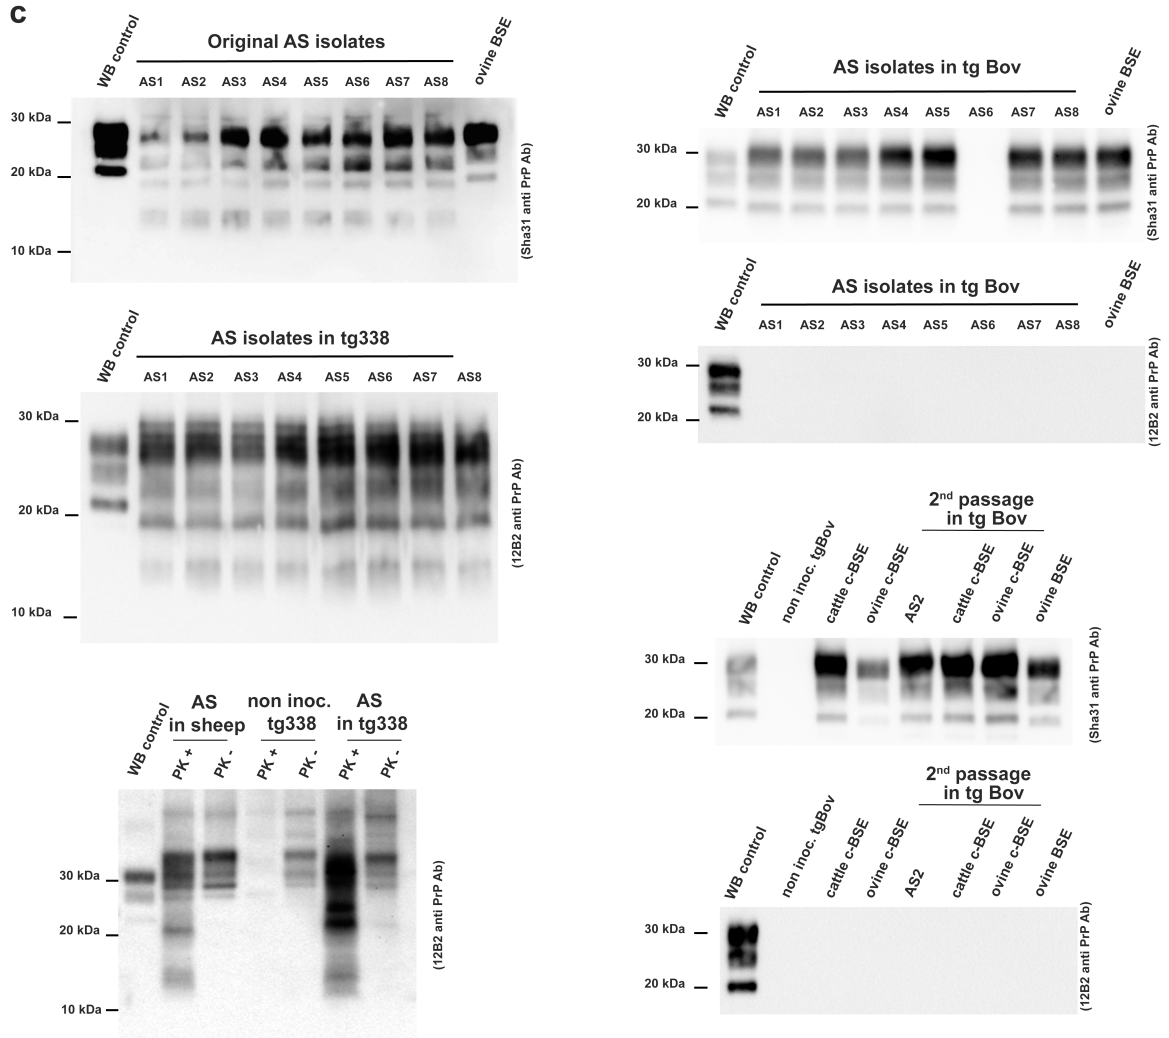 c
WB control
Original AS isolates
ovine BSE
AS1 AS2 AS3 AS4 AS5 AS6 AS7 AS8
30 kDa
20 kDa
10 kDa
(Sha31 anti PrP Ab)
WB control
AS isolates in tg338
AS1 AS2 AS3 AS4 AS5 AS6 AS7 AS8
30 kDa
20 kDa
10 kDa
(12B2 anti PrP Ab)
WB control
AS
in sheep
non inoc.
tg338
AS
in tg338
PK + PK - PK + PK - PK + PK -
30 kDa
20 kDa
10 kDa
(12B2 anti PrP Ab)
WB control
AS isolates in tg Bov
ovine BSE
AS1 AS2 AS3 AS4 AS5 AS6 AS7 AS8
30 kDa
20 kDa
(Sha31 anti PrP Ab)
WB control
AS isolates in tg Bov
ovine BSE
AS1 AS2 AS3 AS4 AS5 AS6 AS7 AS8
30 kDa
20 kDa
(12B2 anti PrP Ab)
2nd passage
in tg Bov
WB control
non inoc. tgBov
cattle c-BSE
ovine c-BSE
AS2
cattle c-BSE
ovine c-BSE
ovine BSE
30 kDa
20 kDa
(Sha31 anti PrP Ab)
2nd passage
in tg Bov
WB control
non inoc. tgBov
cattle c-BSE
ovine c-BSE
AS2
cattle c-BSE
ovine c-BSE
ovine BSE
30 kDa
20 kDa
(12B2 anti PrP Ab)